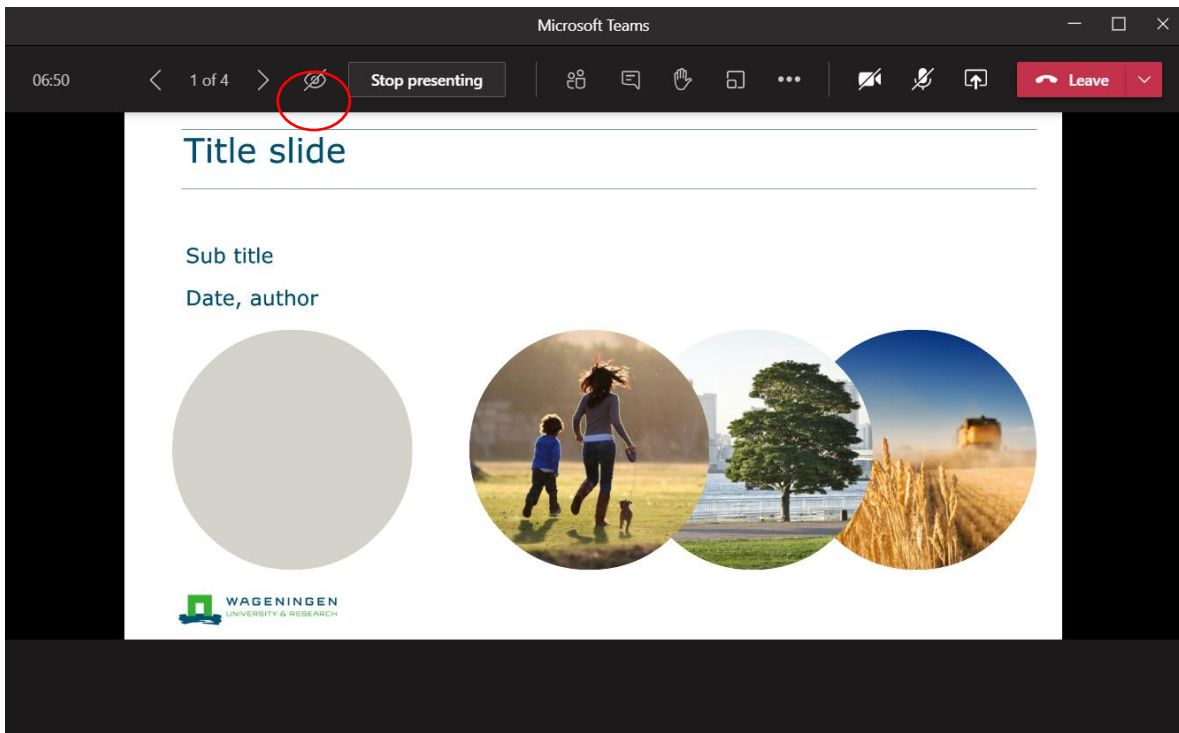 Microsoft Teams
06:50 1 of 4 Stop presenting Leave
Title slide
Sub title
Date, author
WAGENINGEN
UNIVERSITY & RESEARCH